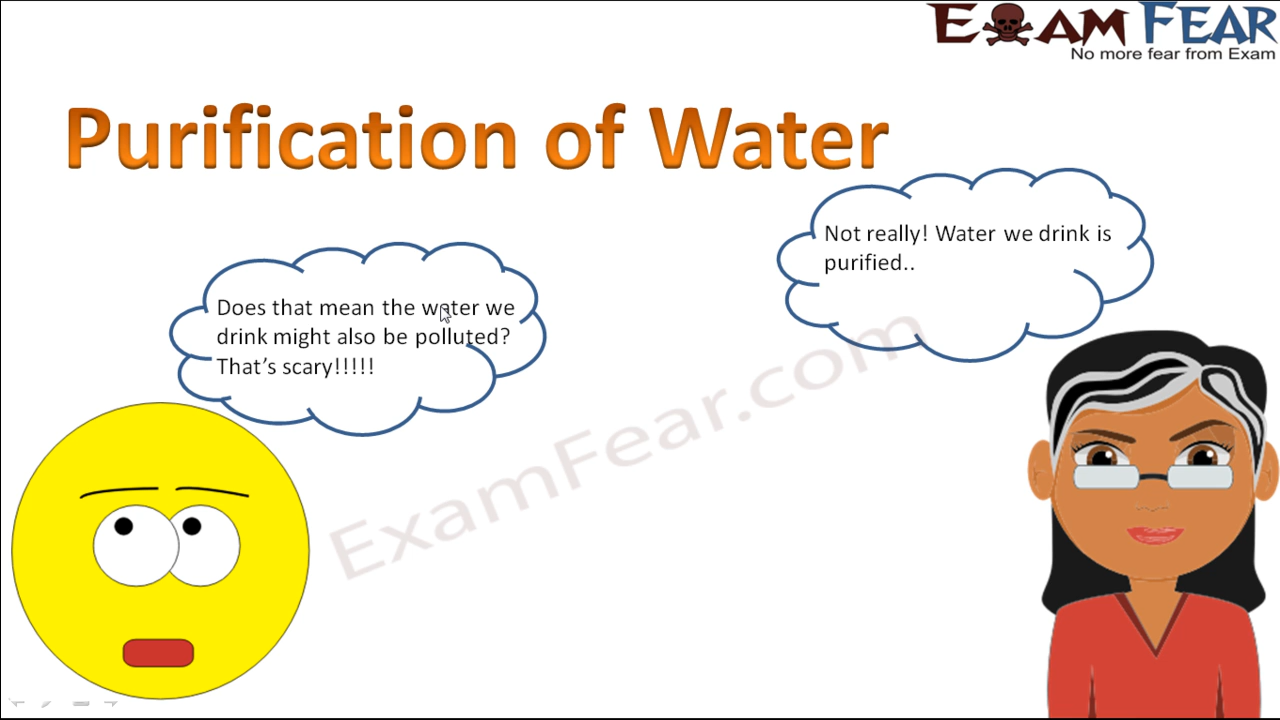 EXAM FEAR
No more fear from Exam
Purification of Water
Not really! Water we drink is
purified..
Does that mean the water we
drink might also be polluted?
That's scary!!!!!
ExamFear.com